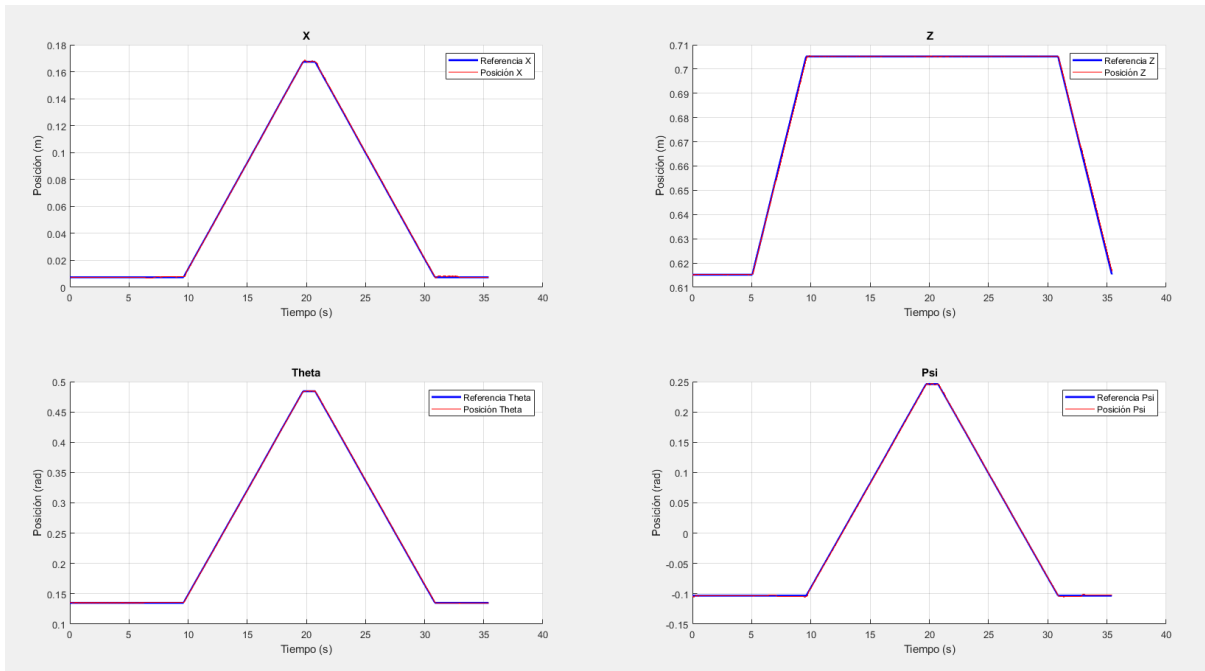 X
0.18
0.16
0.14
0.12
0.1
0.08
0.06
0.04
0.02
0
Posición (m)
0 5 10 15 20 25 30 35 40
Tiempo (s)
Referencia X
Posición X
Z
0.71
0.7
0.69
0.68
0.67
0.66
0.65
0.64
0.63
0.62
0.61
Posición (m)
0 5 10 15 20 25 30 35 40
Tiempo (s)
Referencia Z
Posición Z
Theta
0.5
0.45
0.4
0.35
0.3
0.25
0.2
0.15
0.1
Posición (rad)
0 5 10 15 20 25 30 35 40
Tiempo (s)
Referencia Theta
Posición Theta
Psi
0.25
0.2
0.15
0.1
0.05
0
-0.05
-0.1
-0.15
Posición (rad)
0 5 10 15 20 25 30 35 40
Tiempo (s)
Referencia Psi
Posición Psi